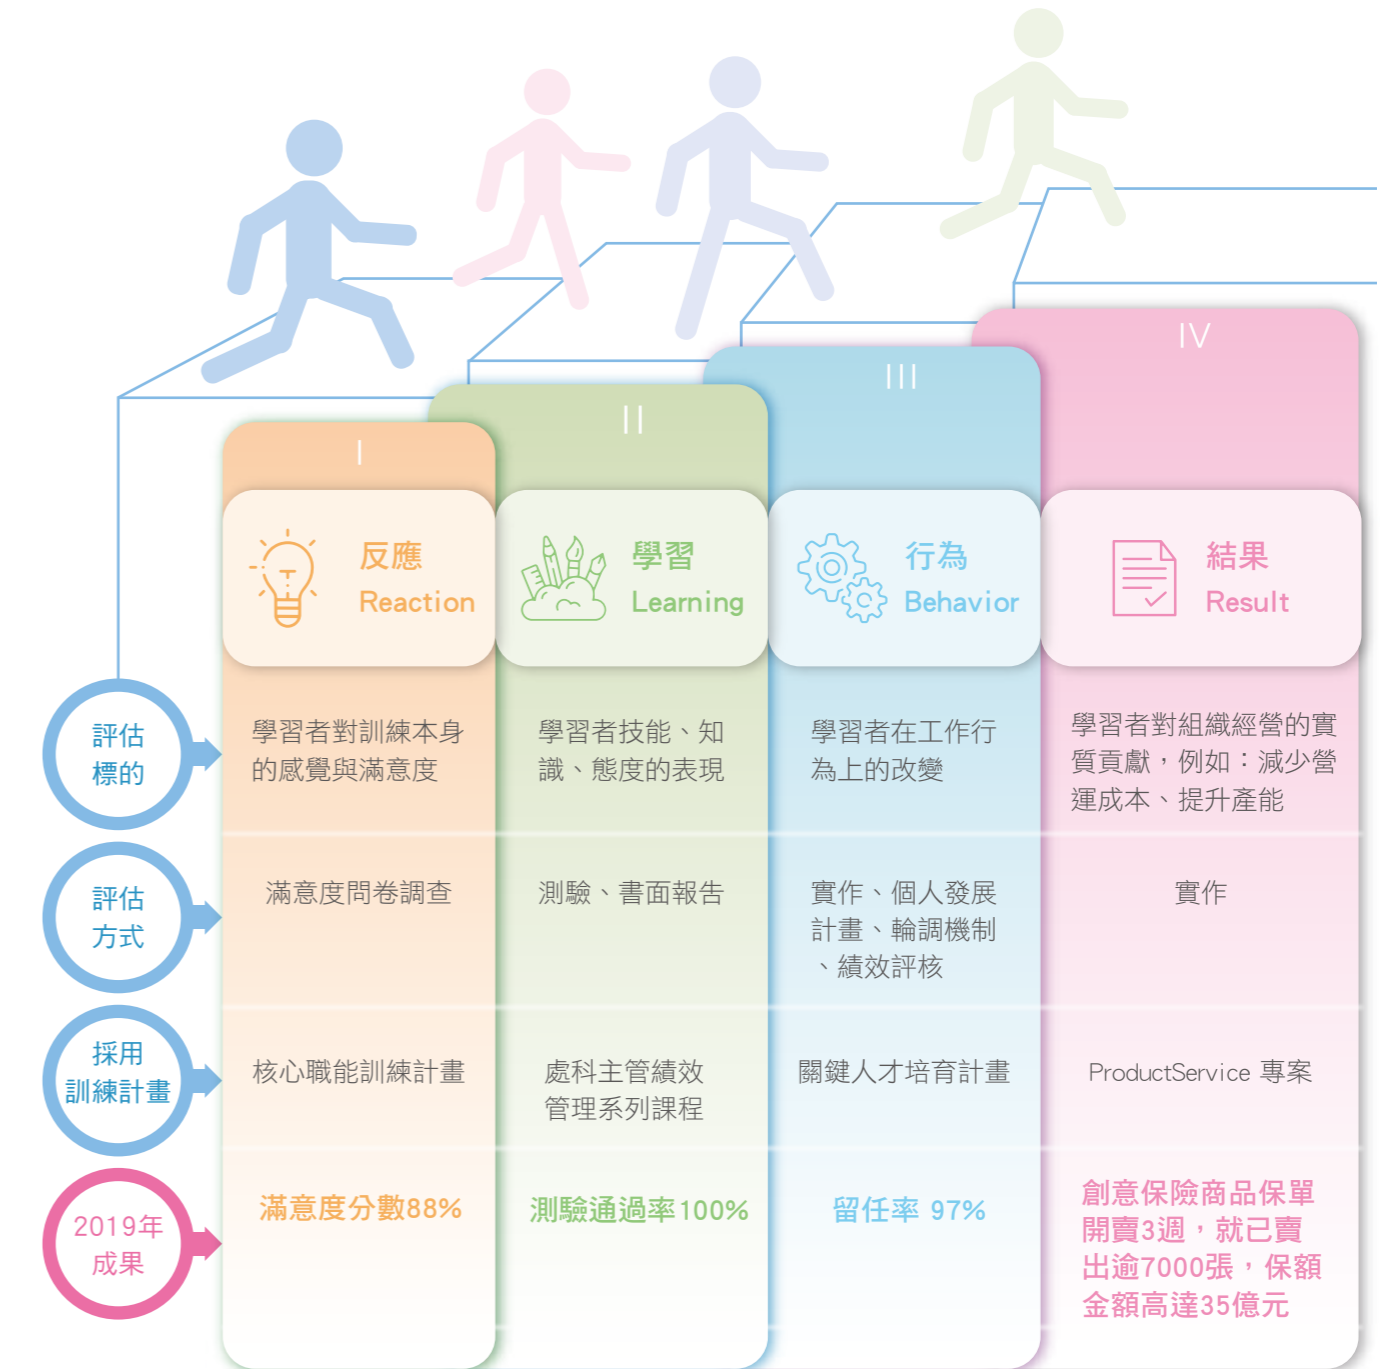 I
II
III
IV
反應
Reaction
學習
Learning
行為
Behavior
結果
Result
評估
標的
學習者對訓練本身
的感覺與滿意度
學習者技能、知
識、態度的表現
學習者在工作行
為上的改變
學習者對組織經營的實
質貢獻，例如：減少營
運成本、提升產能
評估
方式
滿意度問卷調查
測驗、書面報告
實作、個人發展
計畫、輪調機制
、績效評核
實作
採用
訓練計畫
核心職能訓練計畫
處科主管績效
管理系列課程
關鍵人才培育計畫
ProductService 專案
2019年
成果
滿意度分數88%
測驗通過率100%
留任率 97%
創意保險商品保單
開賣3週，就已賣
出逾7000張，保額
金額高達35億元